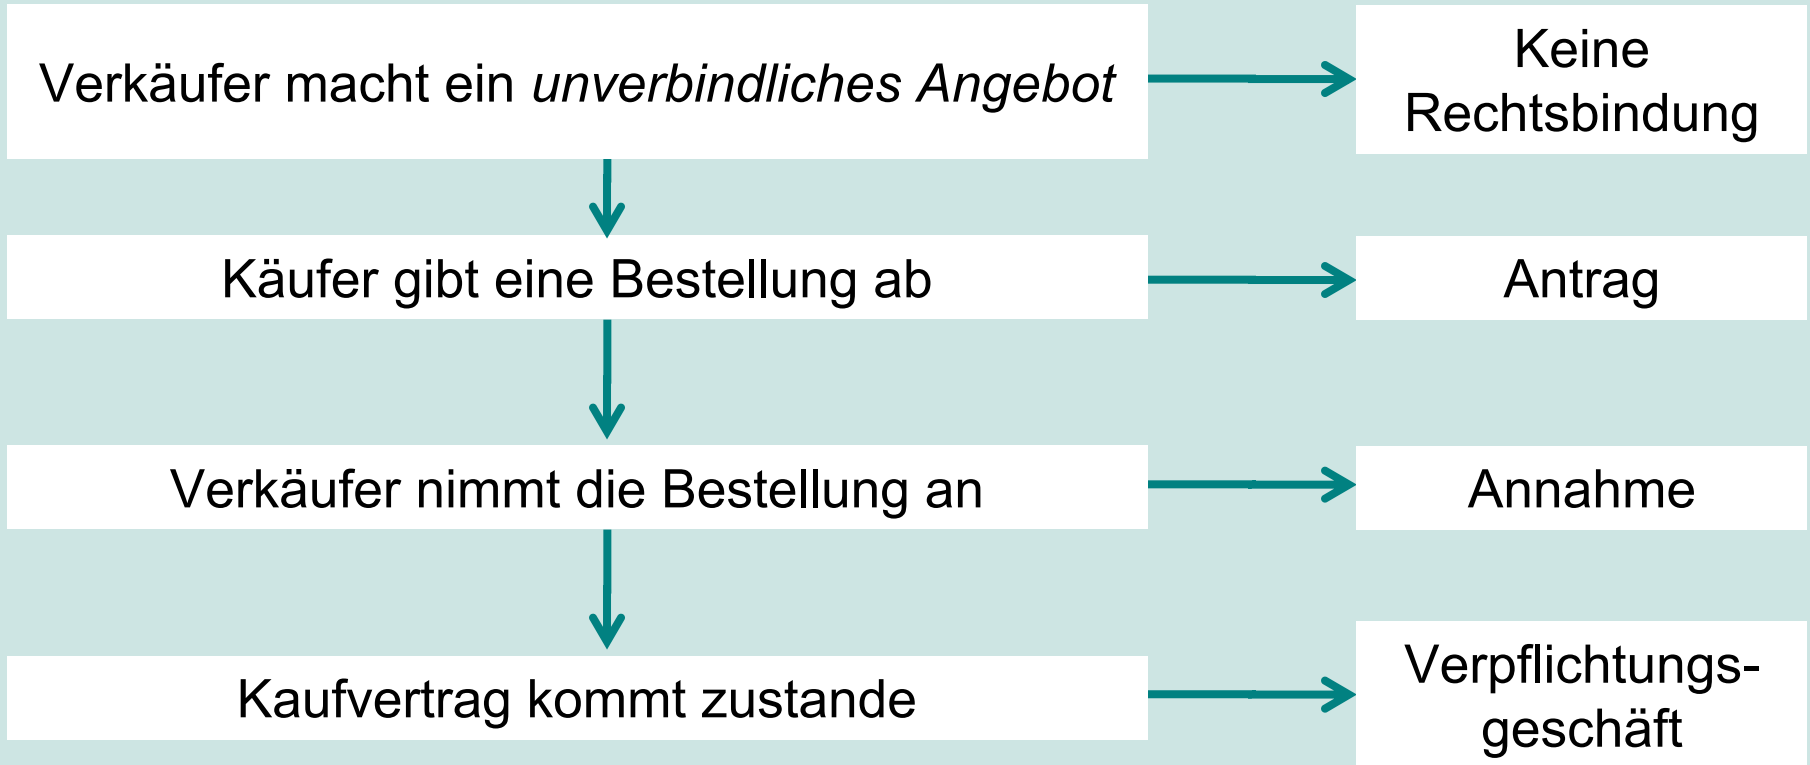 Verkäufer macht ein unverbindliches Angebot
Keine
Rechtsbindung
Käufer gibt eine Bestellung ab
Antrag
Verkäufer nimmt die Bestellung an
Annahme
Kaufvertrag kommt zustande
Verpflichtungs-
geschäft